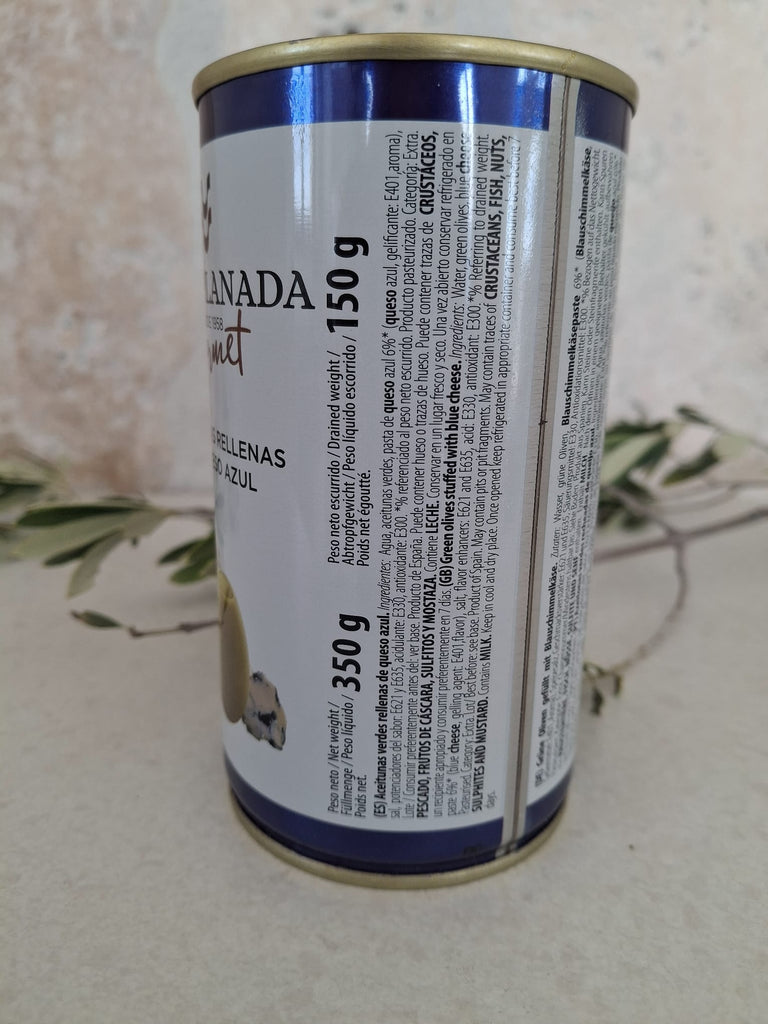 LANADA
1958
S RELLENAS
AZUL
Peso neto / Net weight /
Füllmenge / Peso líquido / 350 g
Poids net.
Peso neto escurrido / Drained weight /
Abtropfgewicht / Peso líquido escorrido / 150 g
Poids net égoutté.
(ES) Aceitunas verdes rellenas de queso azul. Ingredientes: Agua, aceitunas verdes, pasta de queso azul 6%* (queso azul, gelificante: E401, aroma),
sal, potenciadores del sabor: E621 y E635, acidulante: E330, antioxidante: E300. *% referenciado al peso neto escurrido. Producto pasteurizado. Categoría: Extra.
Lote / Consumir preferentemente antes del: ver base. Producto de España. Puede contener hueso o trazas de hueso. Puede contener trazas de CRUSTÁCEOS,
PESCADO, FRUTOS DE CÁSCARA, SULFITOS Y MOSTAZA. Contiene LECHE. Conservar en un lugar fresco y seco. Una vez abierto conservar refrigerado en
un recipiente apropiado y consumir preferentemente en 7 días. (GB) Green olives stuffed with blue cheese. Ingredients: Water, green olives, blue cheese
paste 6%* (blue cheese, gelling agent: E401, flavor), salt, flavor enhancers: E621 and E635, acid: E330, antioxidant: E300. *% Referring to drained weight.
Pasteurised. Category: Extra. Lot/ Best before: see base. Product of Spain. May contain pits or pit fragments. May contain traces of CRUSTACEANS, FISH, NUTS,
SULPHITES AND MUSTARD. Contains MILK. Keep in cool and dry place. Once opened keep refrigerated in appropriate container and consume best before 7
days.
(DE) Grüne Oliven gefüllt mit Blauschimmelkäse. Zutaten: Wasser, grüne Oliven, Blauschimmelkäsepaste 6%* (Blauschimmelkäse,